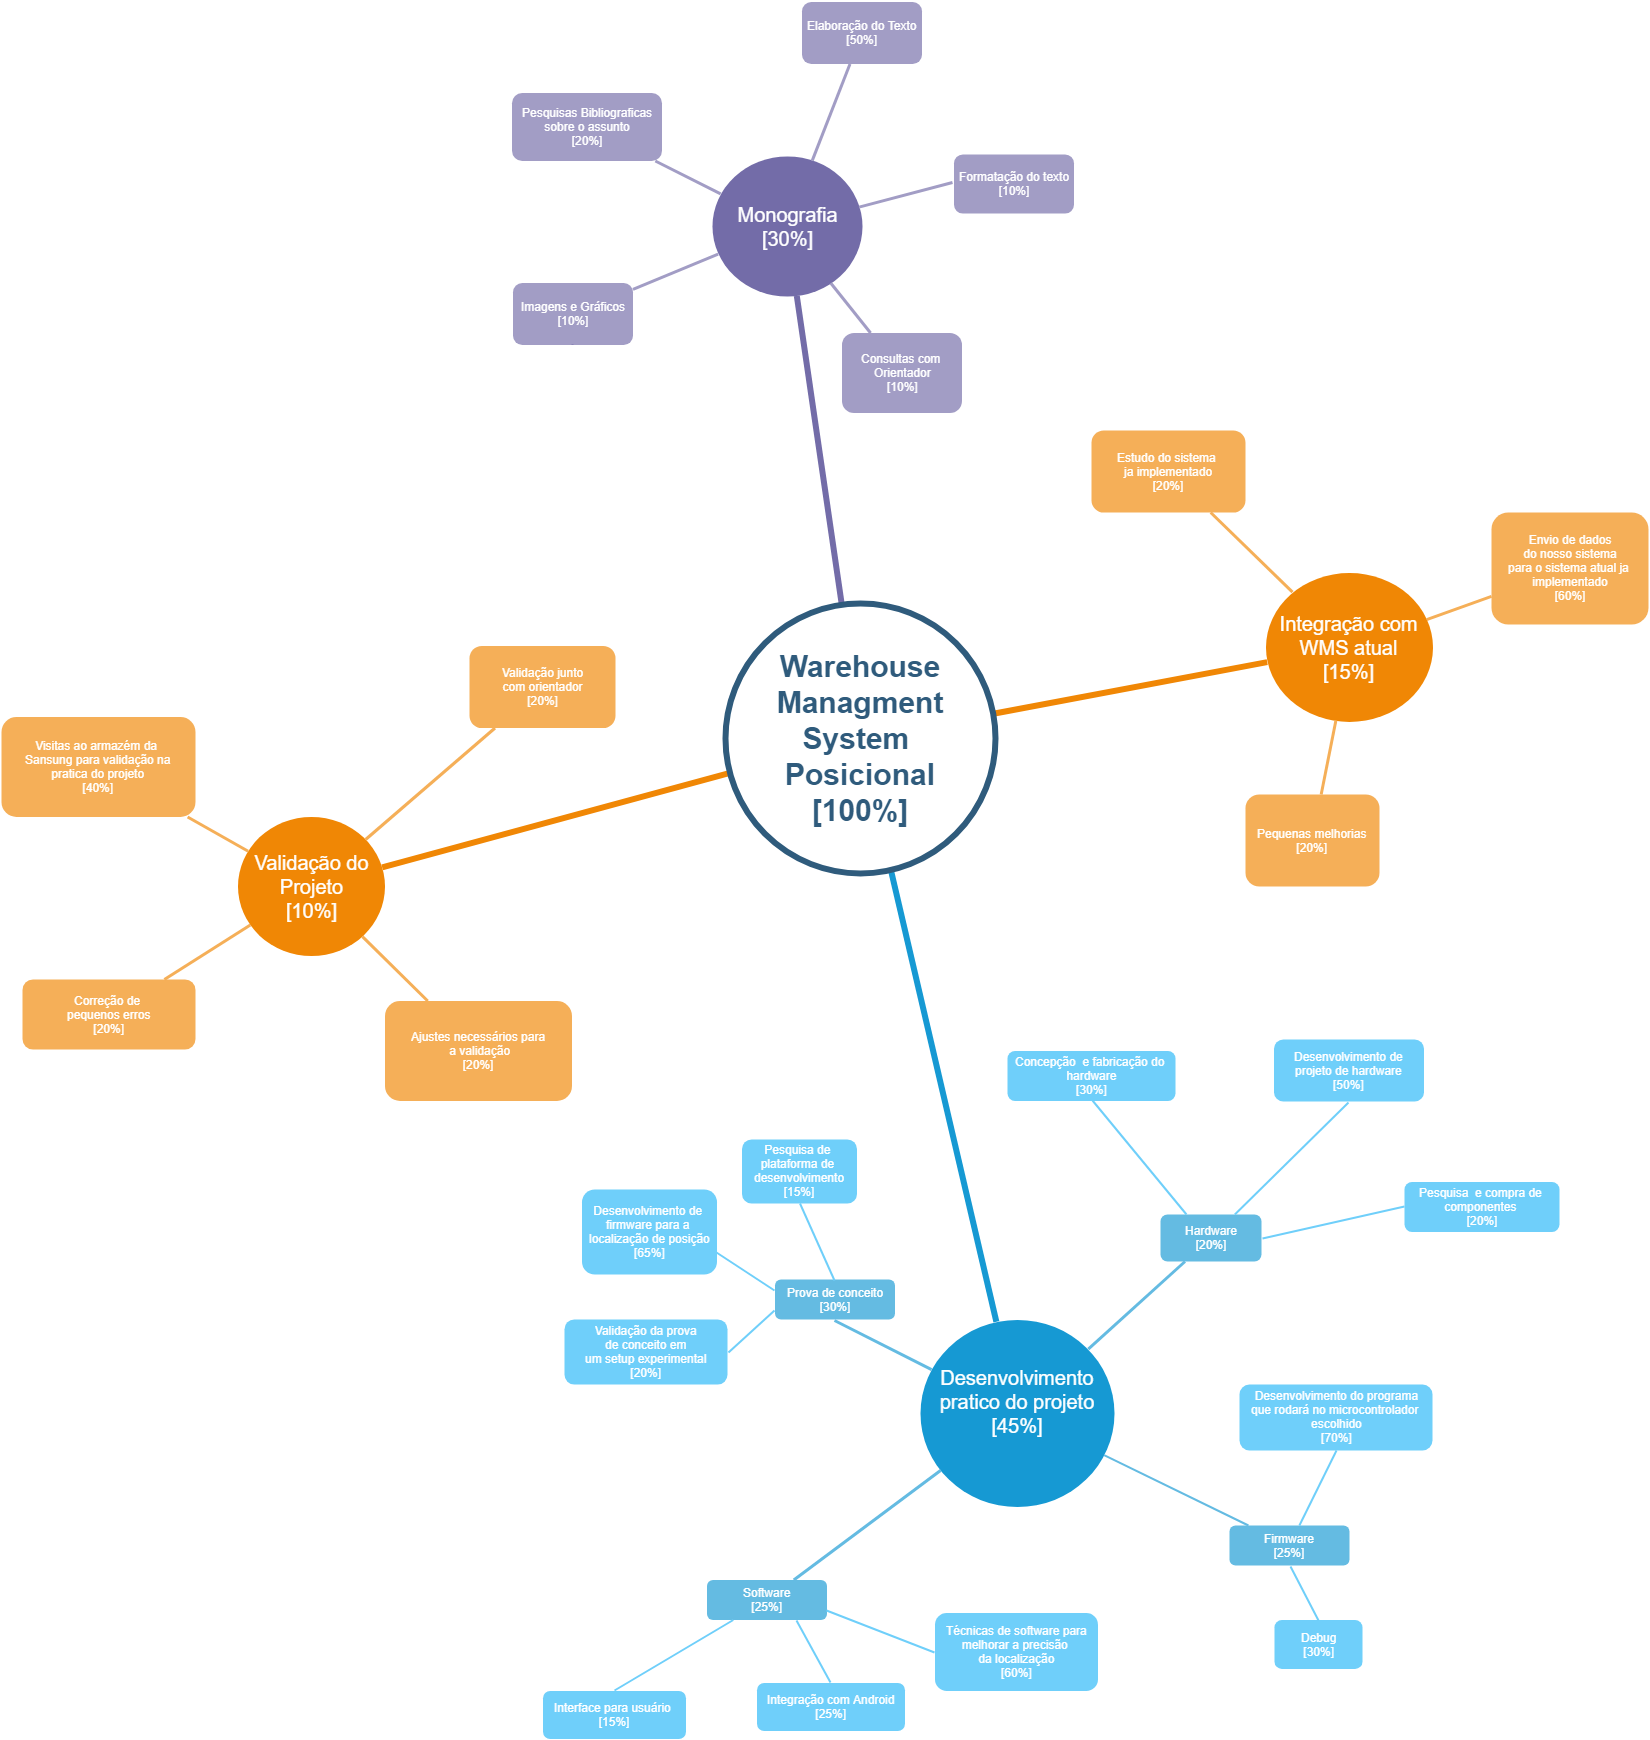 Elaboração do Texto
[50%]
Pesquisas Bibliograficas
sobre o assunto
[20%]
Formatação do texto
[10%]
Monografia
[30%]
Imagens e Gráficos
[10%]
Consultas com
Orientador
[10%]
Estudo do sistema
ja implementado
[20%]
Envio de dados
do nosso sistema
para o sistema atual ja
implementado
[60%]
Integração com
WMS atual
[15%]
Pequenas melhorias
[20%]
Warehouse
Managment
System
Posicional
[100%]
Validação junto
com orientador
[20%]
Visitas ao armazém da
Sansung para validação na
pratica do projeto
[40%]
Validação do
Projeto
[10%]
Correção de
pequenos erros
[20%]
Ajustes necessários para
a validação
[20%]
Concepção  e fabricação do
hardware
[30%]
Desenvolvimento de
projeto de hardware
[50%]
Pesquisa  e compra de
componentes
[20%]
Hardware
[20%]
Pesquisa de
plataforma de
desenvolvimento
[15%]
Desenvolvimento de
firmware para a
localização de posição
[65%]
Prova de conceito
[30%]
Validação da prova
de conceito em
um setup experimental
[20%]
Desenvolvimento
pratico do projeto
[45%]
Desenvolvimento do programa
que rodará no microcontrolador
escolhido
[70%]
Firmware
[25%]
Debug
[30%]
Software
[25%]
Técnicas de software para
melhorar a precisão
da localização
[60%]
Integração com Android
[25%]
Interface para usuário
[15%]